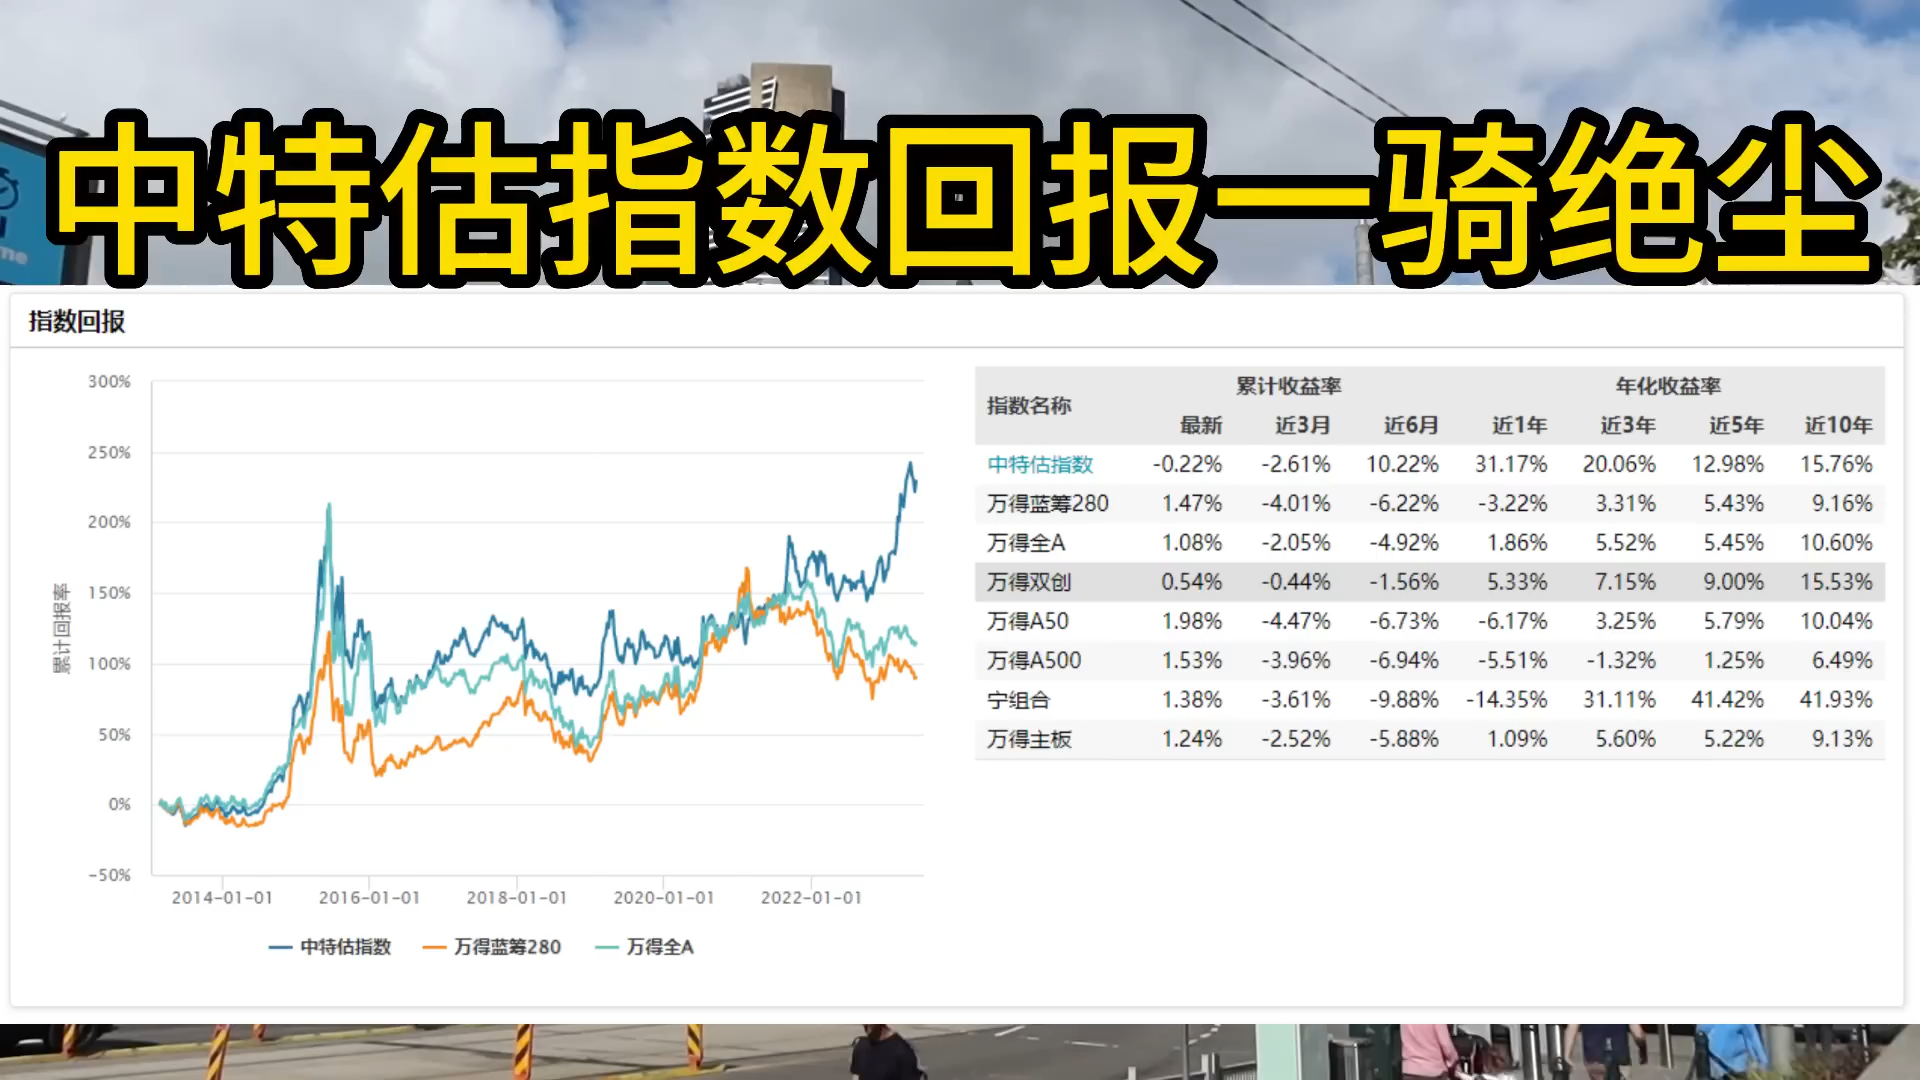 中特估指数回报一骑绝尘
me
指数回报
300%
250%
200%
150%
100%
50%
0%
-50%
累计回报率
2014-01-01 2016-01-01 2018-01-01 2020-01-01 2022-01-01
中特估指数 万得蓝筹280 万得全A
指数名称 累计收益率 年化收益率
最新 近3月 近6月 近1年 近3年 近5年 近10年
中特估指数 -0.22% -2.61% 10.22% 31.17% 20.06% 12.98% 15.76%
万得蓝筹280 1.47% -4.01% -6.22% -3.22% 3.31% 5.43% 9.16%
万得全A 1.08% -2.05% -4.92% 1.86% 5.52% 5.45% 10.60%
万得双创 0.54% -0.44% -1.56% 5.33% 7.15% 9.00% 15.53%
万得A50 1.98% -4.47% -6.73% -6.17% 3.25% 5.79% 10.04%
万得A500 1.53% -3.96% -6.94% -5.51% -1.32% 1.25% 6.49%
宁组合 1.38% -3.61% -9.88% -14.35% 31.11% 41.42% 41.93%
万得主板 1.24% -2.52% -5.88% 1.09% 5.60% 5.22% 9.13%